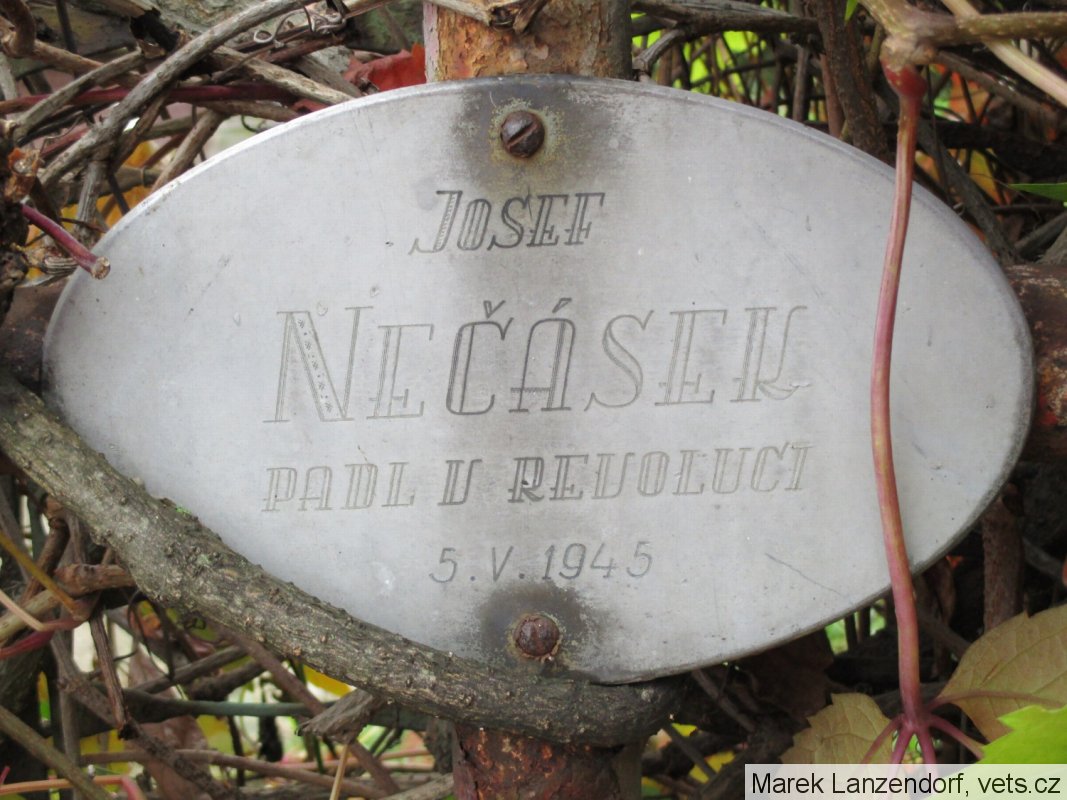 JOSEF
NEČÁSEK
PADL V REVOLUCI
5.V.1945
Marek Lanzendorf, vets.cz